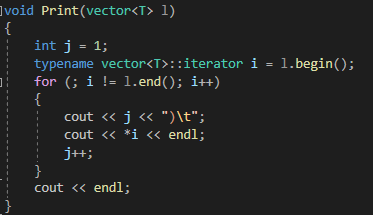 void Print(vector<T> l)
{
int j = 1;
typename vector<T>::iterator i = l.begin();
for (; i != l.end(); i++)
{
cout << j << ")\t";
cout << *i << endl;
j++;
}
cout << endl;
}